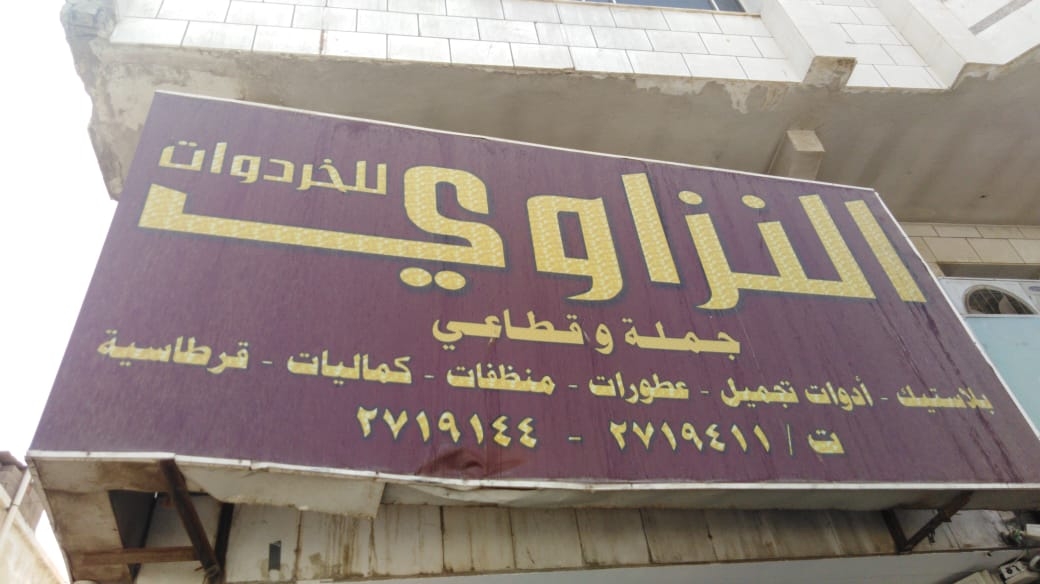 النزاوي للخردوات
جملة وقطاعي
بلاستيك - أدوات تجميل - عطورات - منظفات - كماليات - قرطاسية
ت / ٢٧١٩٤١١ - ٢٧١٩١٤٤